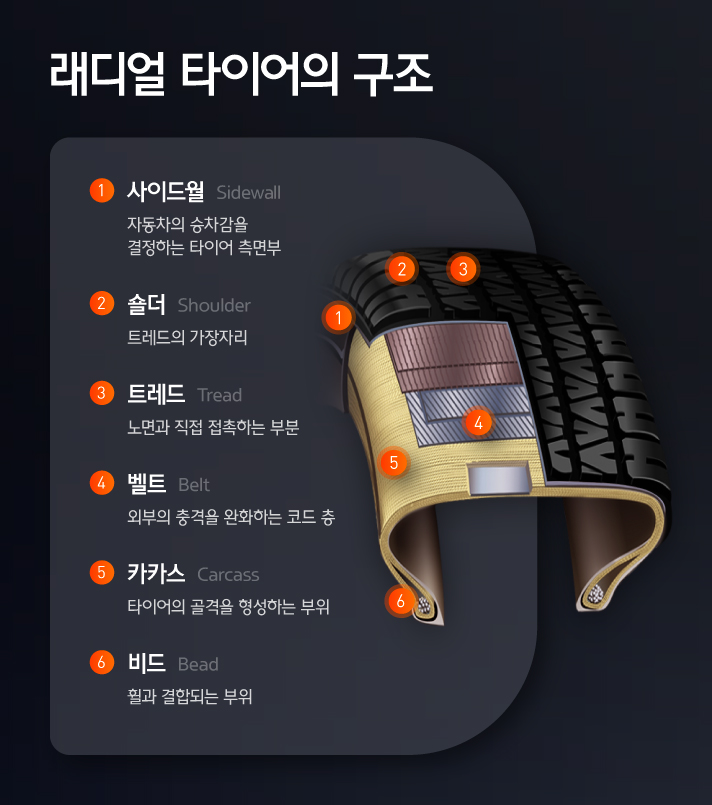 래디얼 타이어의 구조
1 사이드월 Sidewall
자동차의 승차감을
결정하는 타이어 측면부
2 숄더 Shoulder
트레드의 가장자리
3 트레드 Tread
노면과 직접 접촉하는 부분
4 벨트 Belt
외부의 충격을 완화하는 코드 층
5 카카스 Carcass
타이어의 골격을 형성하는 부위
6 비드 Bead
휠과 결합되는 부위
2 3
1
4
5
6